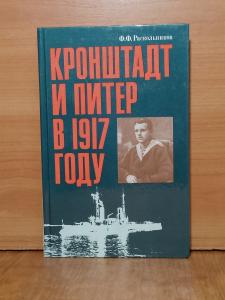 Ф.Ф. Раскольников
КРОНШТАДТ
И ПИТЕР
В 1917
ГОДУ